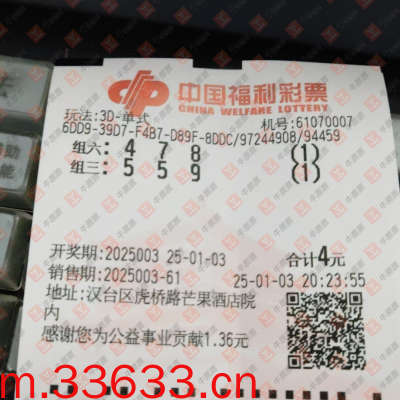 中国福利彩票
CHINA WELFARE LOTTERY
玩法:3D-单式 机号:61070007
6DD9-39D7-F4B7-D89F-8DDC/97244908/94459
组六: 4 7 8 (1)
组三: 5 5 9 (1)
开奖期:2025003 25-01-03 合计4元
销售期:2025003-61 25-01-03 20:23:55
地址:汉台区虎桥路芒果酒店院
内
感谢您为公益事业贡献1.36元
m.33633.cn